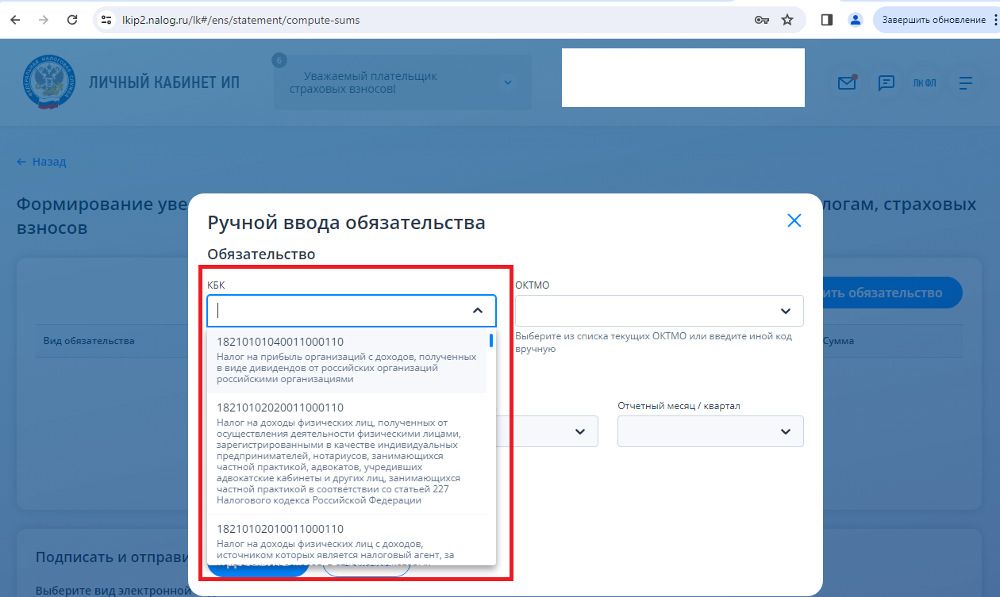 lkip2.nalog.ru/lk#/ens/statement/compute-sums
Завершить обновление
ФЕДЕРАЛЬНАЯ НАЛОГОВАЯ СЛУЖБА
ЛИЧНЫЙ КАБИНЕТ ИП
6
Уважаемый плательщик
страховых взносов!
ЛК ФЛ
Назад
Формирование уве
логам, страховых
взносов
Ручной ввода обязательства
Обязательство
КБК
ОКТМО
ить обязательство
Выберите из списка текущих ОКТМО или введите иной код
вручную
Вид обязательства
Сумма
18210101040011000110
Налог на прибыль организаций с доходов, полученных
в виде дивидендов от российских организаций
российскими организациями
18210102020011000110
Налог на доходы физических лиц, полученных от
осуществления деятельности физическими лицами,
зарегистрированными в качестве индивидуальных
предпринимателей, нотариусов, занимающихся
частной практикой, адвокатов, учредивших
адвокатские кабинеты и других лиц, занимающихся
частной практикой в соответствии со статьей 227
Налогового кодекса Российской Федерации
Отчетный месяц / квартал
18210102010011000110
Налог на доходы физических лиц с доходов,
источником которых является налоговый агент, за
Подписать и отправи
Выберите вид электронной